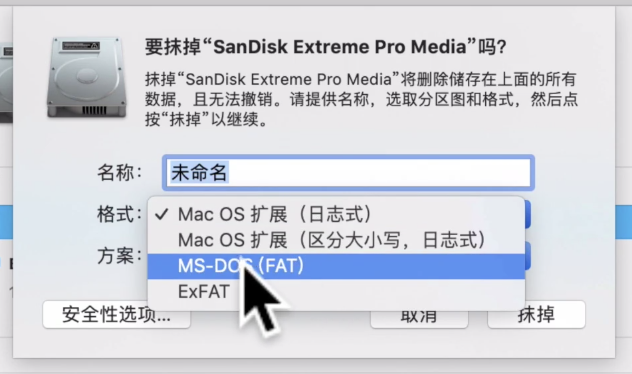 要抹掉“SanDisk Extreme Pro Media”吗?
抹掉“SanDisk Extreme Pro Media”将删除储存在上面的所有
数据，且无法撤销。请提供名称，选取分区图和格式，然后点
按“抹掉”以继续。
名称：
未命名
格式：
✓ Mac OS 扩展（日志式）
Mac OS 扩展（区分大小写，日志式）
方案：
MS-DOS (FAT)
ExFAT
安全性选项...
取消
抹掉